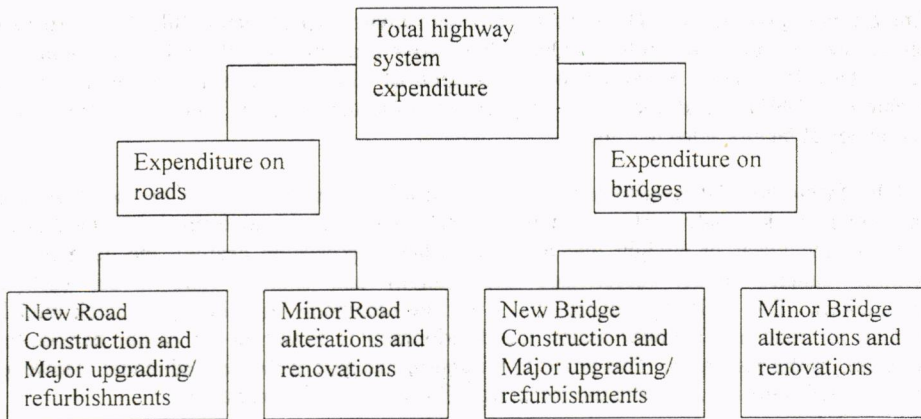 Total highway
system
expenditure
Expenditure on
roads
Expenditure on
bridges
New Road
Construction and
Major upgrading/
refurbishments
Minor Road
alterations and
renovations
New Bridge
Construction and
Major upgrading/
refurbishments
Minor Bridge
alterations and
renovations